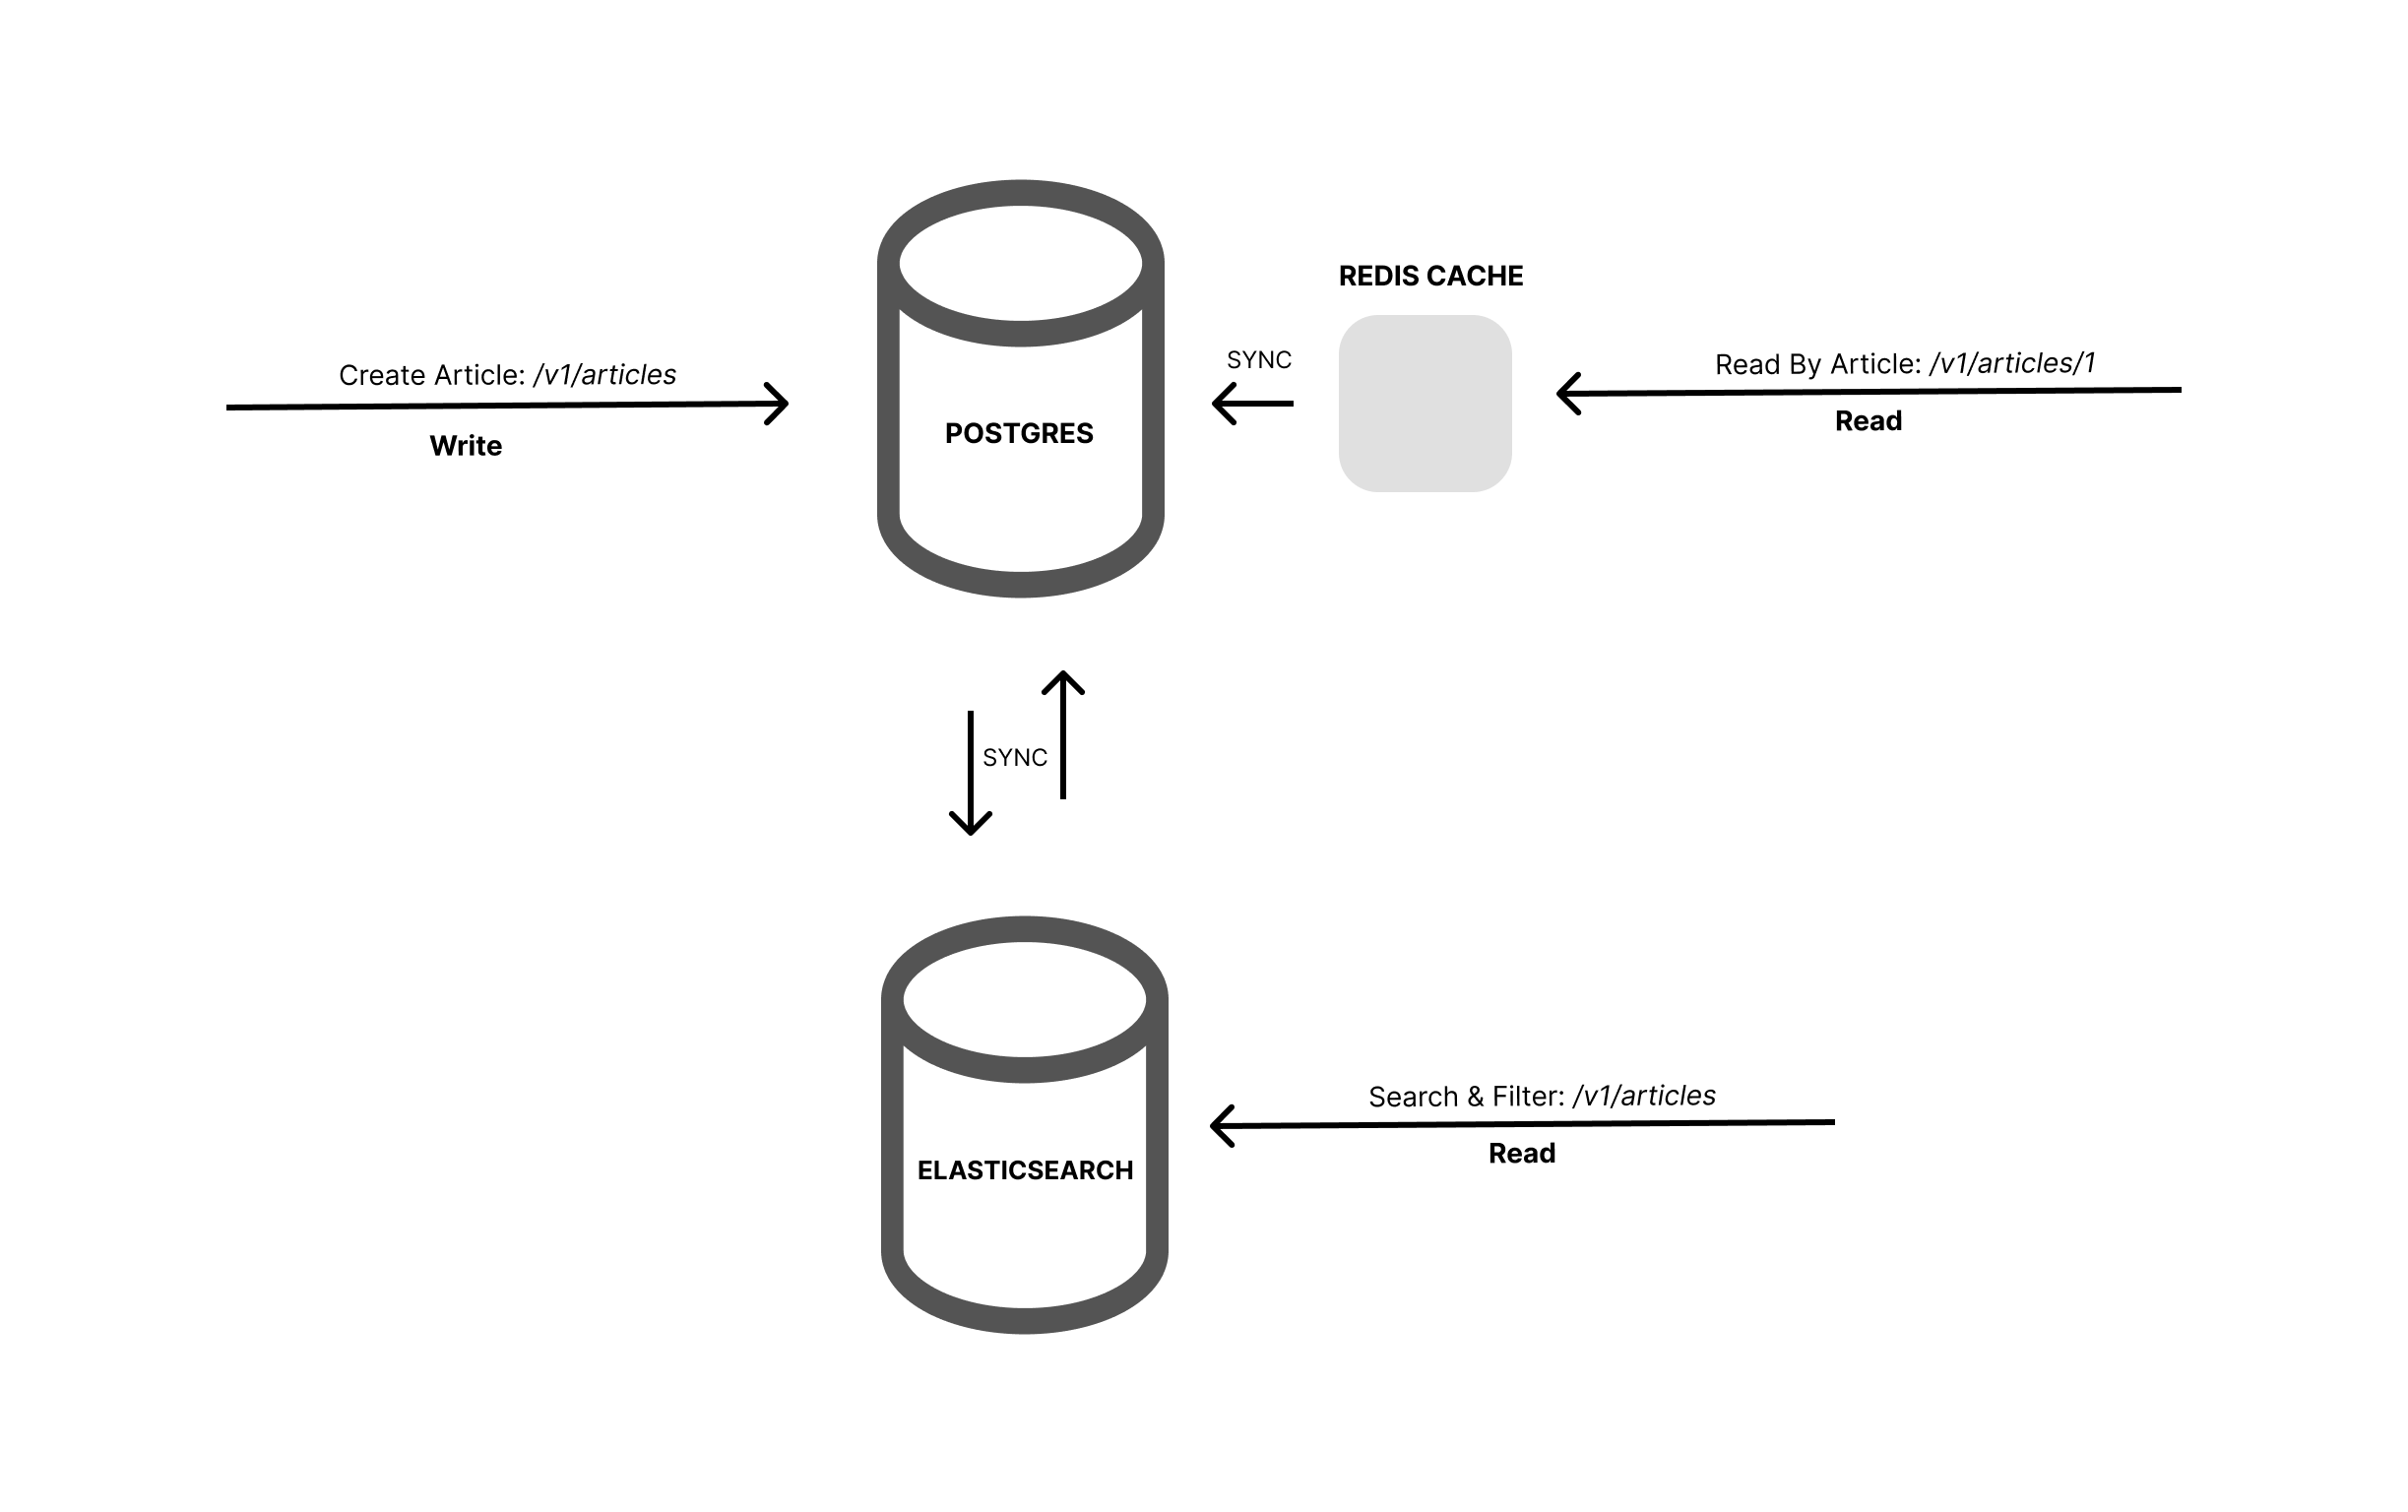 REDIS CACHE
SYNC
Create Article: /v1/articles
Write
POSTGRES
Read By Article: /v1/articles/1
Read
SYNC
Search & Filter: /v1/articles
Read
ELASTICSEARCH